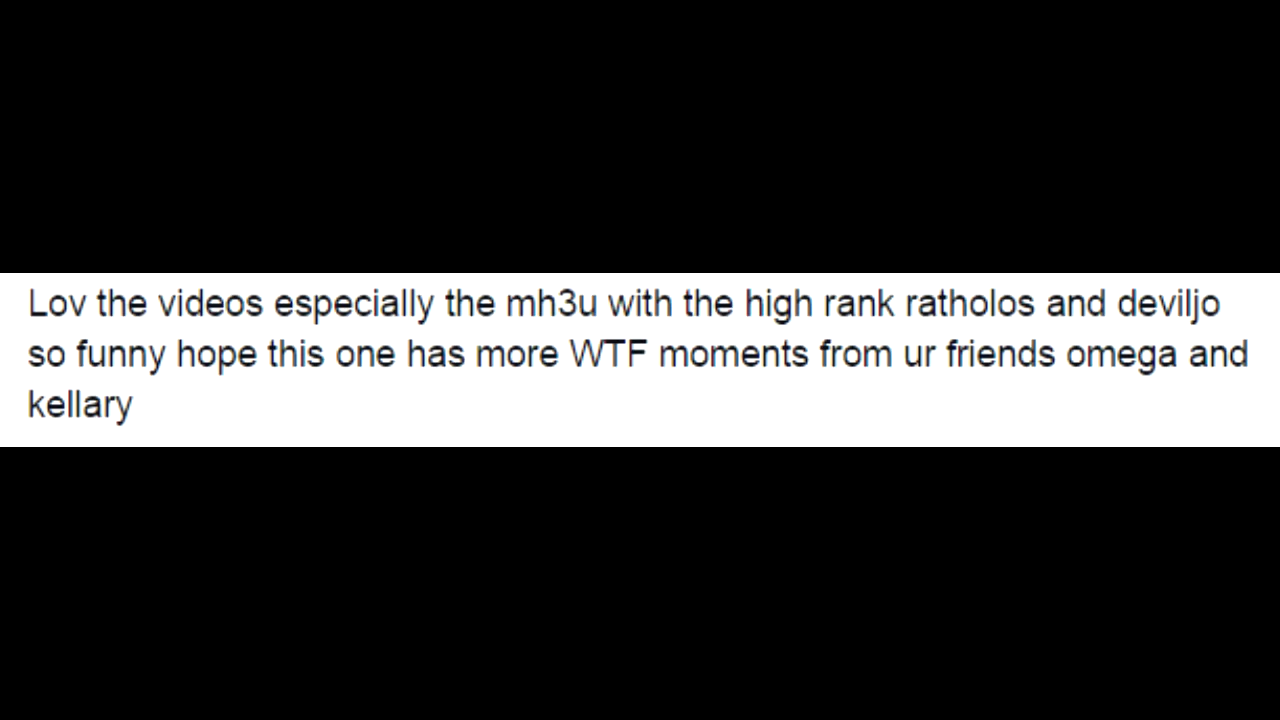 Lov the videos especially the mh3u with the high rank ratholos and deviljo
so funny hope this one has more WTF moments from ur friends omega and
kellary